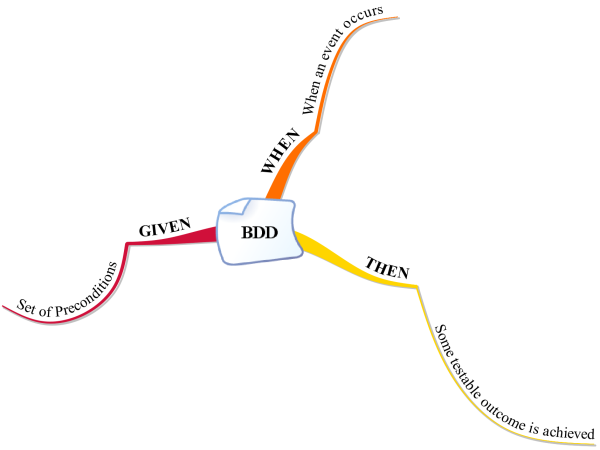 BDD
GIVEN
Set of Preconditions
WHEN
When an event occurs
THEN
Some testable outcome is achieved